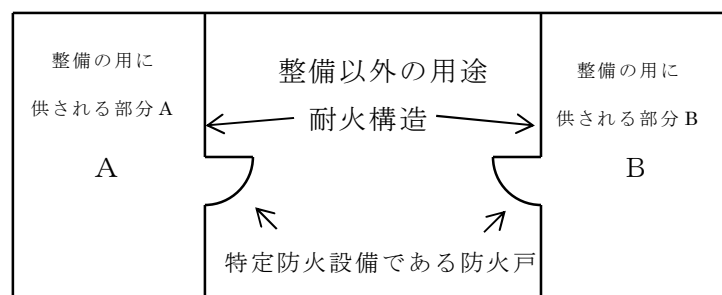 整備の用に
供される部分A
A
整備以外の用途
耐火構造
整備の用に
供される部分B
B
特定防火設備である防火戸